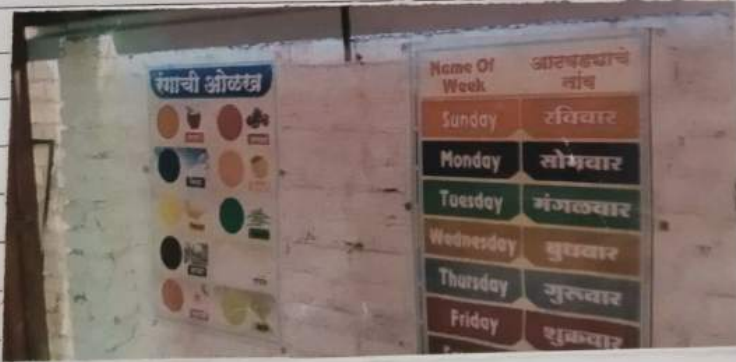 रंगाची ओळख
Name Of
Week
आठवड्याचे
नांव
Sunday रविवार
Monday सोमवार
Tuesday मंगळवार
Wednesday बुधवार
Thursday गुरूवार
Friday शुक्रवार